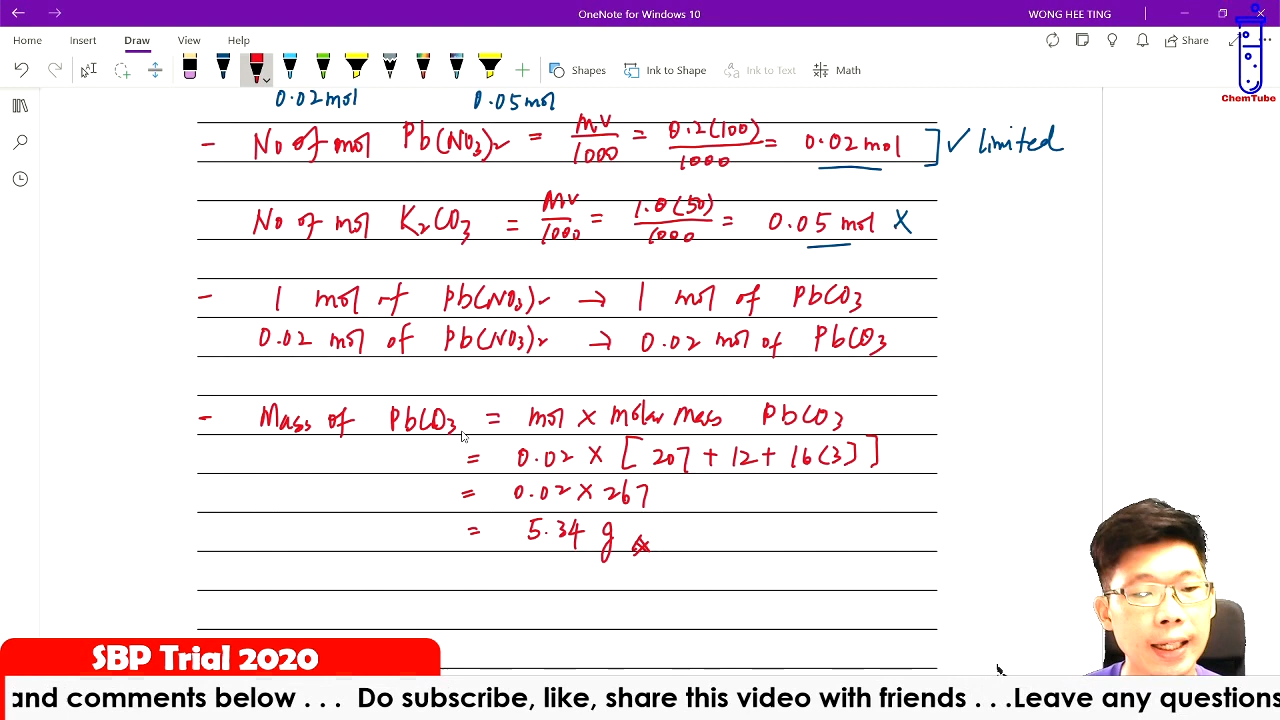 OneNote for Windows 10
WONG HEE TING
Home Insert Draw View Help
Share
Shapes Ink to Shape Ink to Text Math
ChemTube
0.02 mol 0.05 mol
- No of mol Pb(NO3)2 = MV/1000 = 0.2(100)/1000 = 0.02 mol ] ✓ limited
No of mol K2CO3 = MV/1000 = 1.0(50)/1000 = 0.05 mol X
- 1 mol of Pb(NO3)2 → 1 mol of PbCO3
0.02 mol of Pb(NO3)2 → 0.02 mol of PbCO3
- Mass of PbCO3 = mol × molar mass PbCO3
= 0.02 × [ 207 + 12 + 16(3) ]
= 0.02 × 267
= 5.34 g
SBP Trial 2020
and comments below . . . Do subscribe, like, share this video with friends . . .Leave any questions